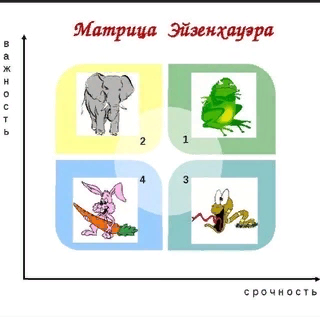 Матрица Эйзенхауэра
важность
2 1
4 3
срочность